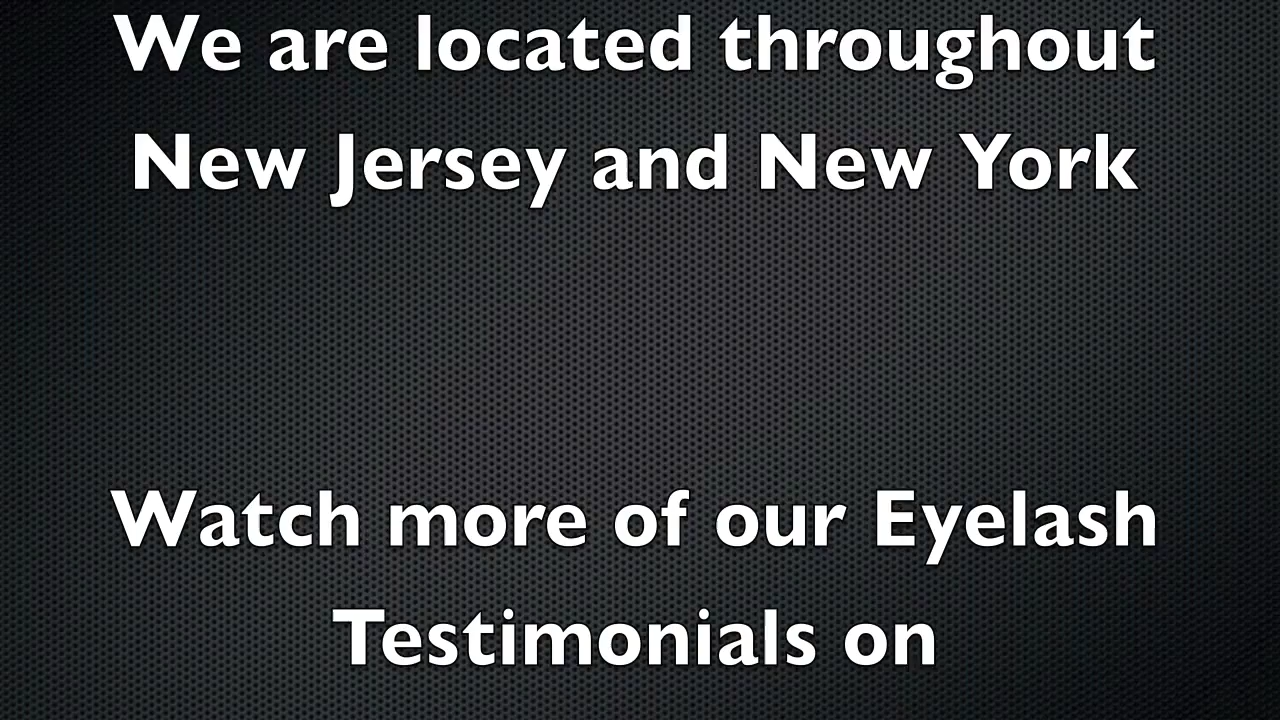 We are located throughout
New Jersey and New York
Watch more of our Eyelash
Testimonials on